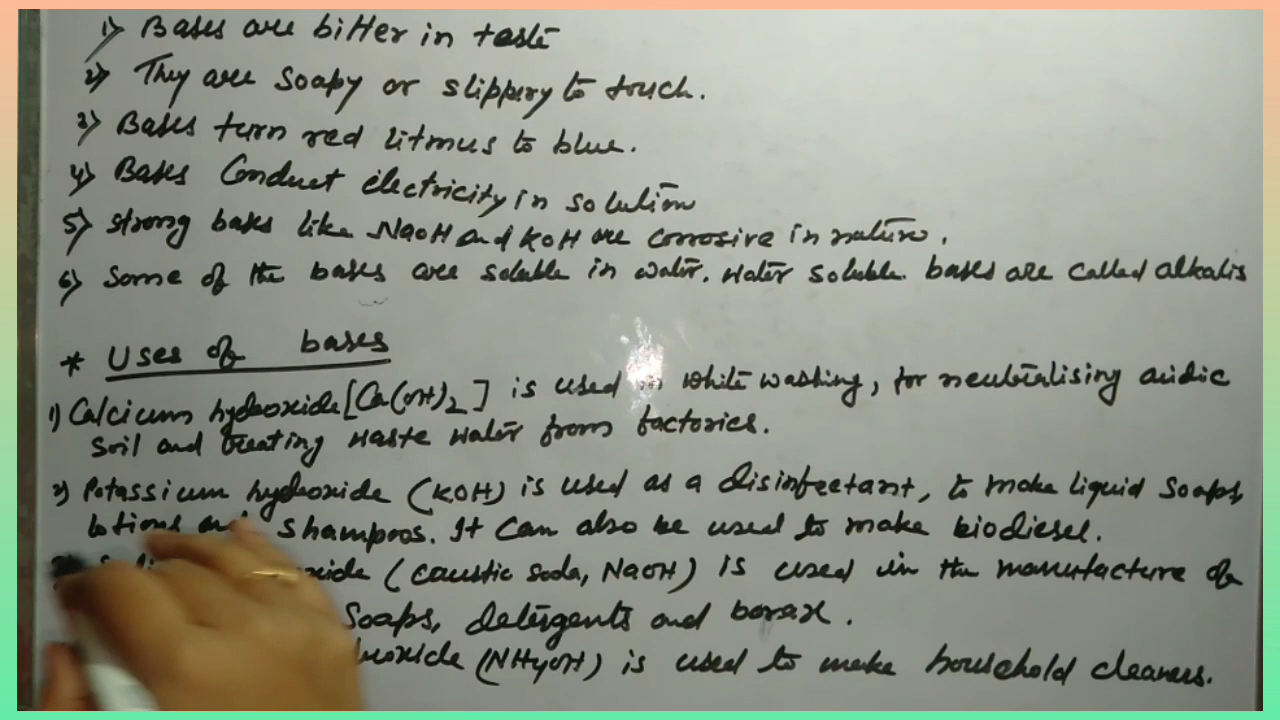 1) Bases are bitter in taste
2) They are soapy or slippery to touch.
3) Bases turn red litmus to blue.
4) Bases Conduct electricity in solution
5) strong bases like NaOH and KOH are corrosive in nature.
6) Some of the bases are soluble in water. Water soluble bases are called alkalis
* Uses of bases
1) Calcium hydroxide [Ca(OH)2] is used in white washing, for neutralising acidic
soil and treating waste water from factories.
2) Potassium hydroxide (KOH) is used as a disinfectant, to make liquid soaps,
lotions and shampoos. It can also be used to make biodiesel.
(caustic soda, NaOH) is used in the manufacture of
soaps, detergents and borax.
(NH4OH) is used to make household cleaners.